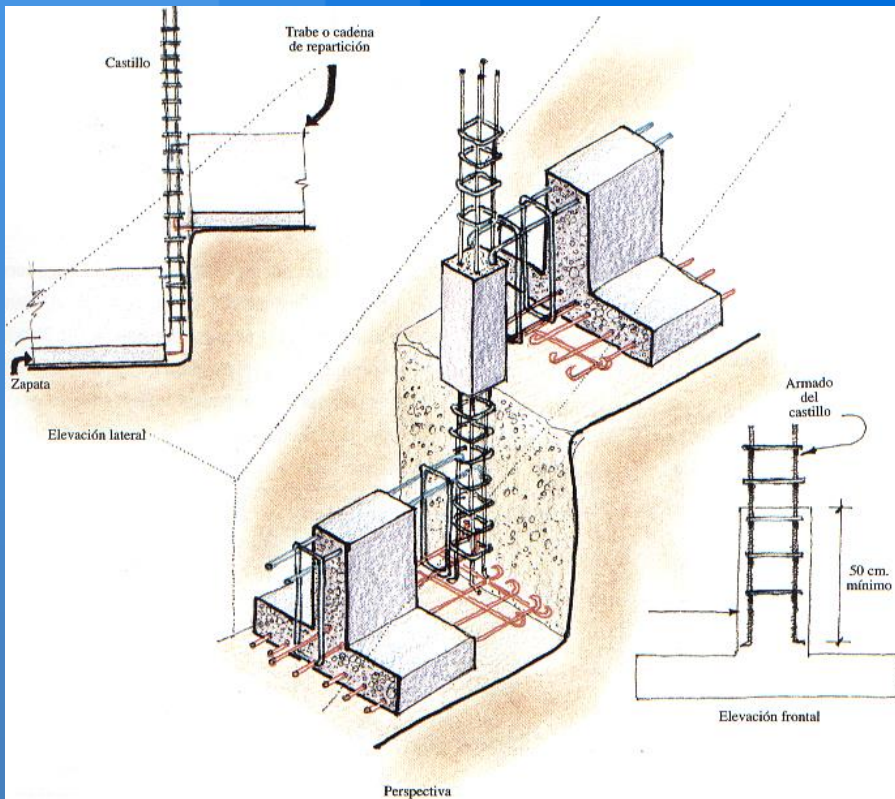 Trabe o cadena
de repartición
Castillo
Zapata
Elevación lateral
Armado
del
castillo
50 cm.
mínimo
Elevación frontal
Perspectiva